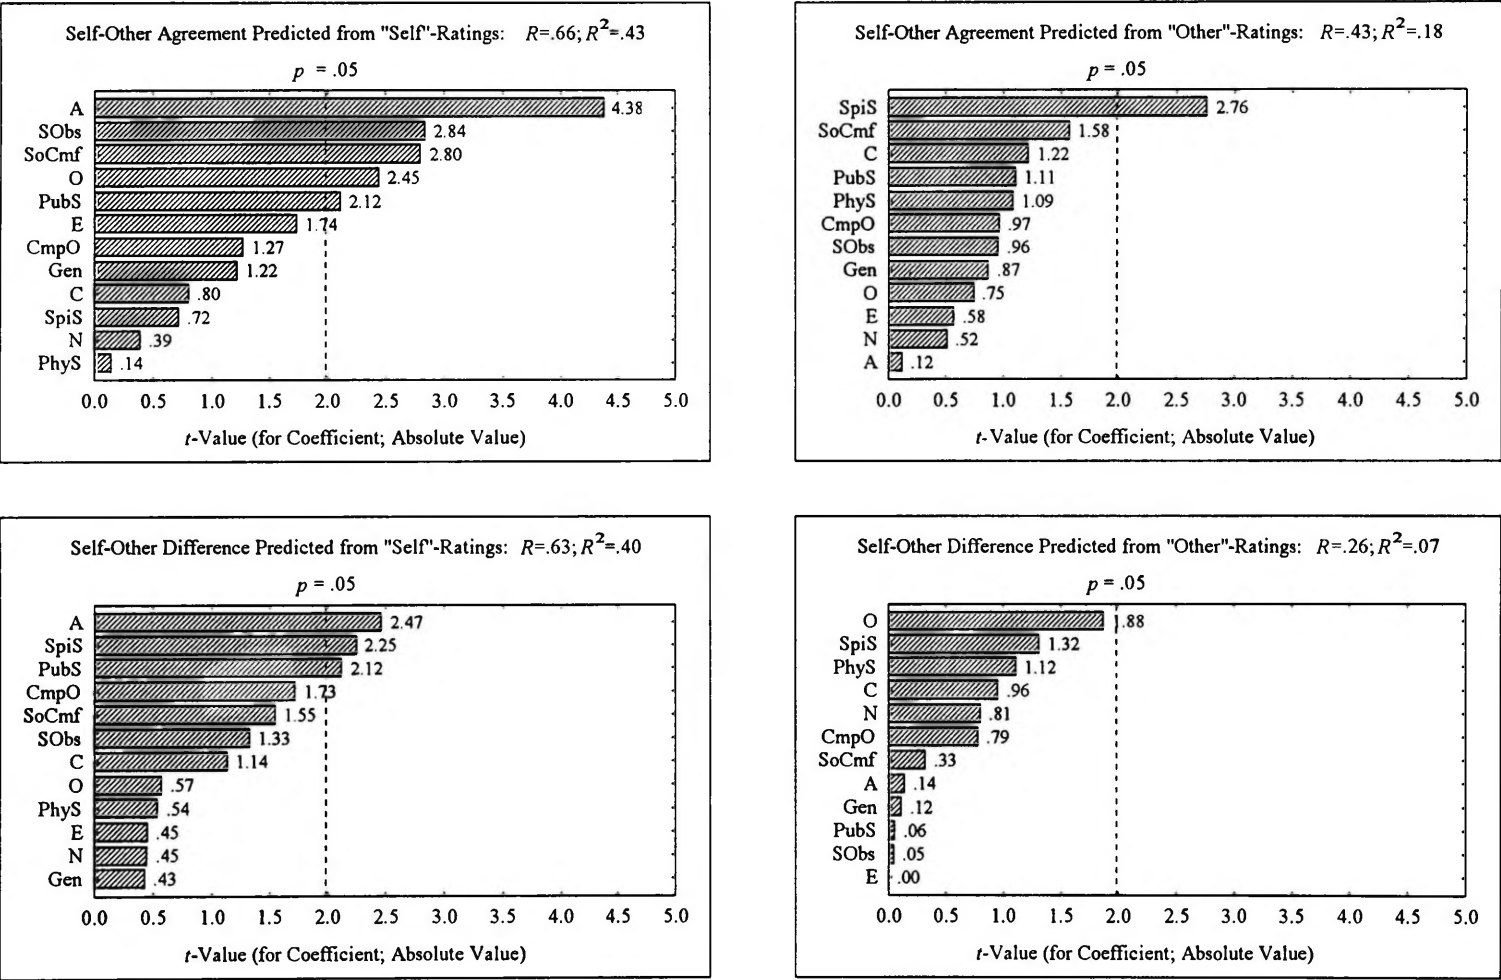 Self-Other Agreement Predicted from "Self"-Ratings: R=.66; R²=.43
p = .05
A 4.38
SObs 2.84
SoCmf 2.80
O 2.45
PubS 2.12
E 1.74
CmpO 1.27
Gen 1.22
C .80
SpiS .72
N .39
PhyS .14
0.0 0.5 1.0 1.5 2.0 2.5 3.0 3.5 4.0 4.5 5.0
t-Value (for Coefficient; Absolute Value)
Self-Other Agreement Predicted from "Other"-Ratings: R=.43; R²=.18
p = .05
SpiS 2.76
SoCmf 1.58
C 1.22
PubS 1.11
PhyS 1.09
CmpO .97
SObs .96
Gen .87
O .75
E .58
N .52
A .12
0.0 0.5 1.0 1.5 2.0 2.5 3.0 3.5 4.0 4.5 5.0
t-Value (for Coefficient; Absolute Value)
Self-Other Difference Predicted from "Self"-Ratings: R=.63; R²=.40
p = .05
A 2.47
SpiS 2.25
PubS 2.12
CmpO 1.73
SoCmf 1.55
SObs 1.33
C 1.14
O .57
PhyS .54
E .45
N .45
Gen .43
0.0 0.5 1.0 1.5 2.0 2.5 3.0 3.5 4.0 4.5 5.0
t-Value (for Coefficient; Absolute Value)
Self-Other Difference Predicted from "Other"-Ratings: R=.26; R²=.07
p = .05
O 1.88
SpiS 1.32
PhyS 1.12
C .96
N .81
CmpO .79
SoCmf .33
A .14
Gen .12
PubS .06
SObs .05
E .00
0.0 0.5 1.0 1.5 2.0 2.5 3.0 3.5 4.0 4.5 5.0
t-Value (for Coefficient; Absolute Value)